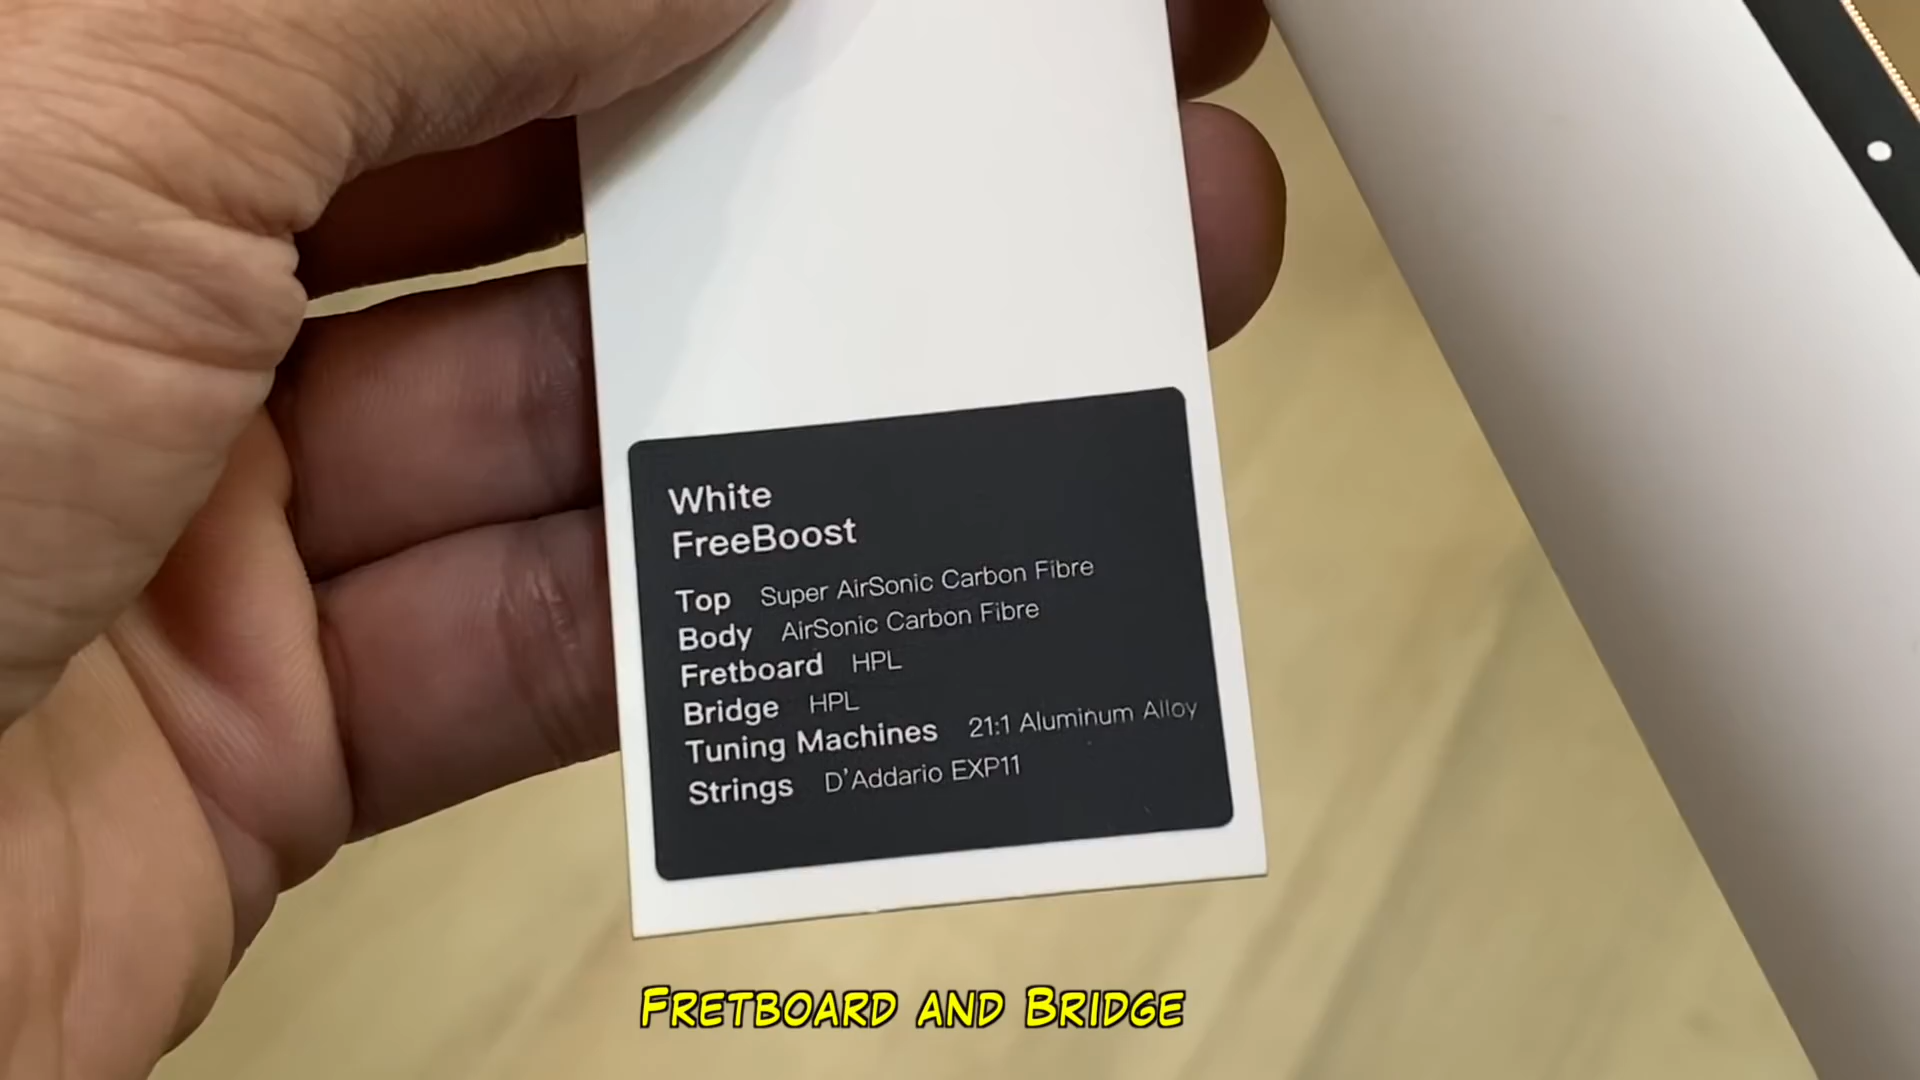 White
FreeBoost
Top Super AirSonic Carbon Fibre
Body AirSonic Carbon Fibre
Fretboard HPL
Bridge HPL
Tuning Machines 21:1 Aluminum Alloy
Strings D'Addario EXP11
FRETBOARD AND BRIDGE